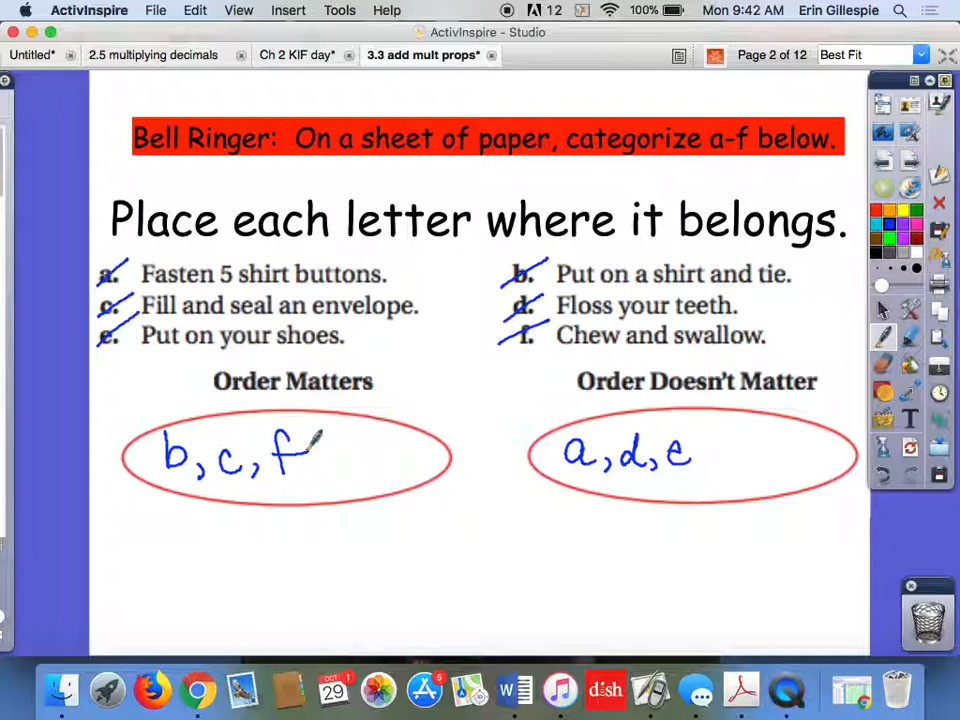 ActivInspire File Edit View Insert Tools Help 12 100% Mon 9:42 AM Erin Gillespie
ActivInspire - Studio
Untitled* 2.5 multiplying decimals Ch 2 KIF day* 3.3 add mult props* Page 2 of 12 Best Fit
Bell Ringer: On a sheet of paper, categorize a-f below.
Place each letter where it belongs.
a. Fasten 5 shirt buttons. b. Put on a shirt and tie.
c. Fill and seal an envelope. d. Floss your teeth.
e. Put on your shoes. f. Chew and swallow.
Order Matters Order Doesn't Matter
b, c, f a, d, e
T
OCT 29 5 W dish